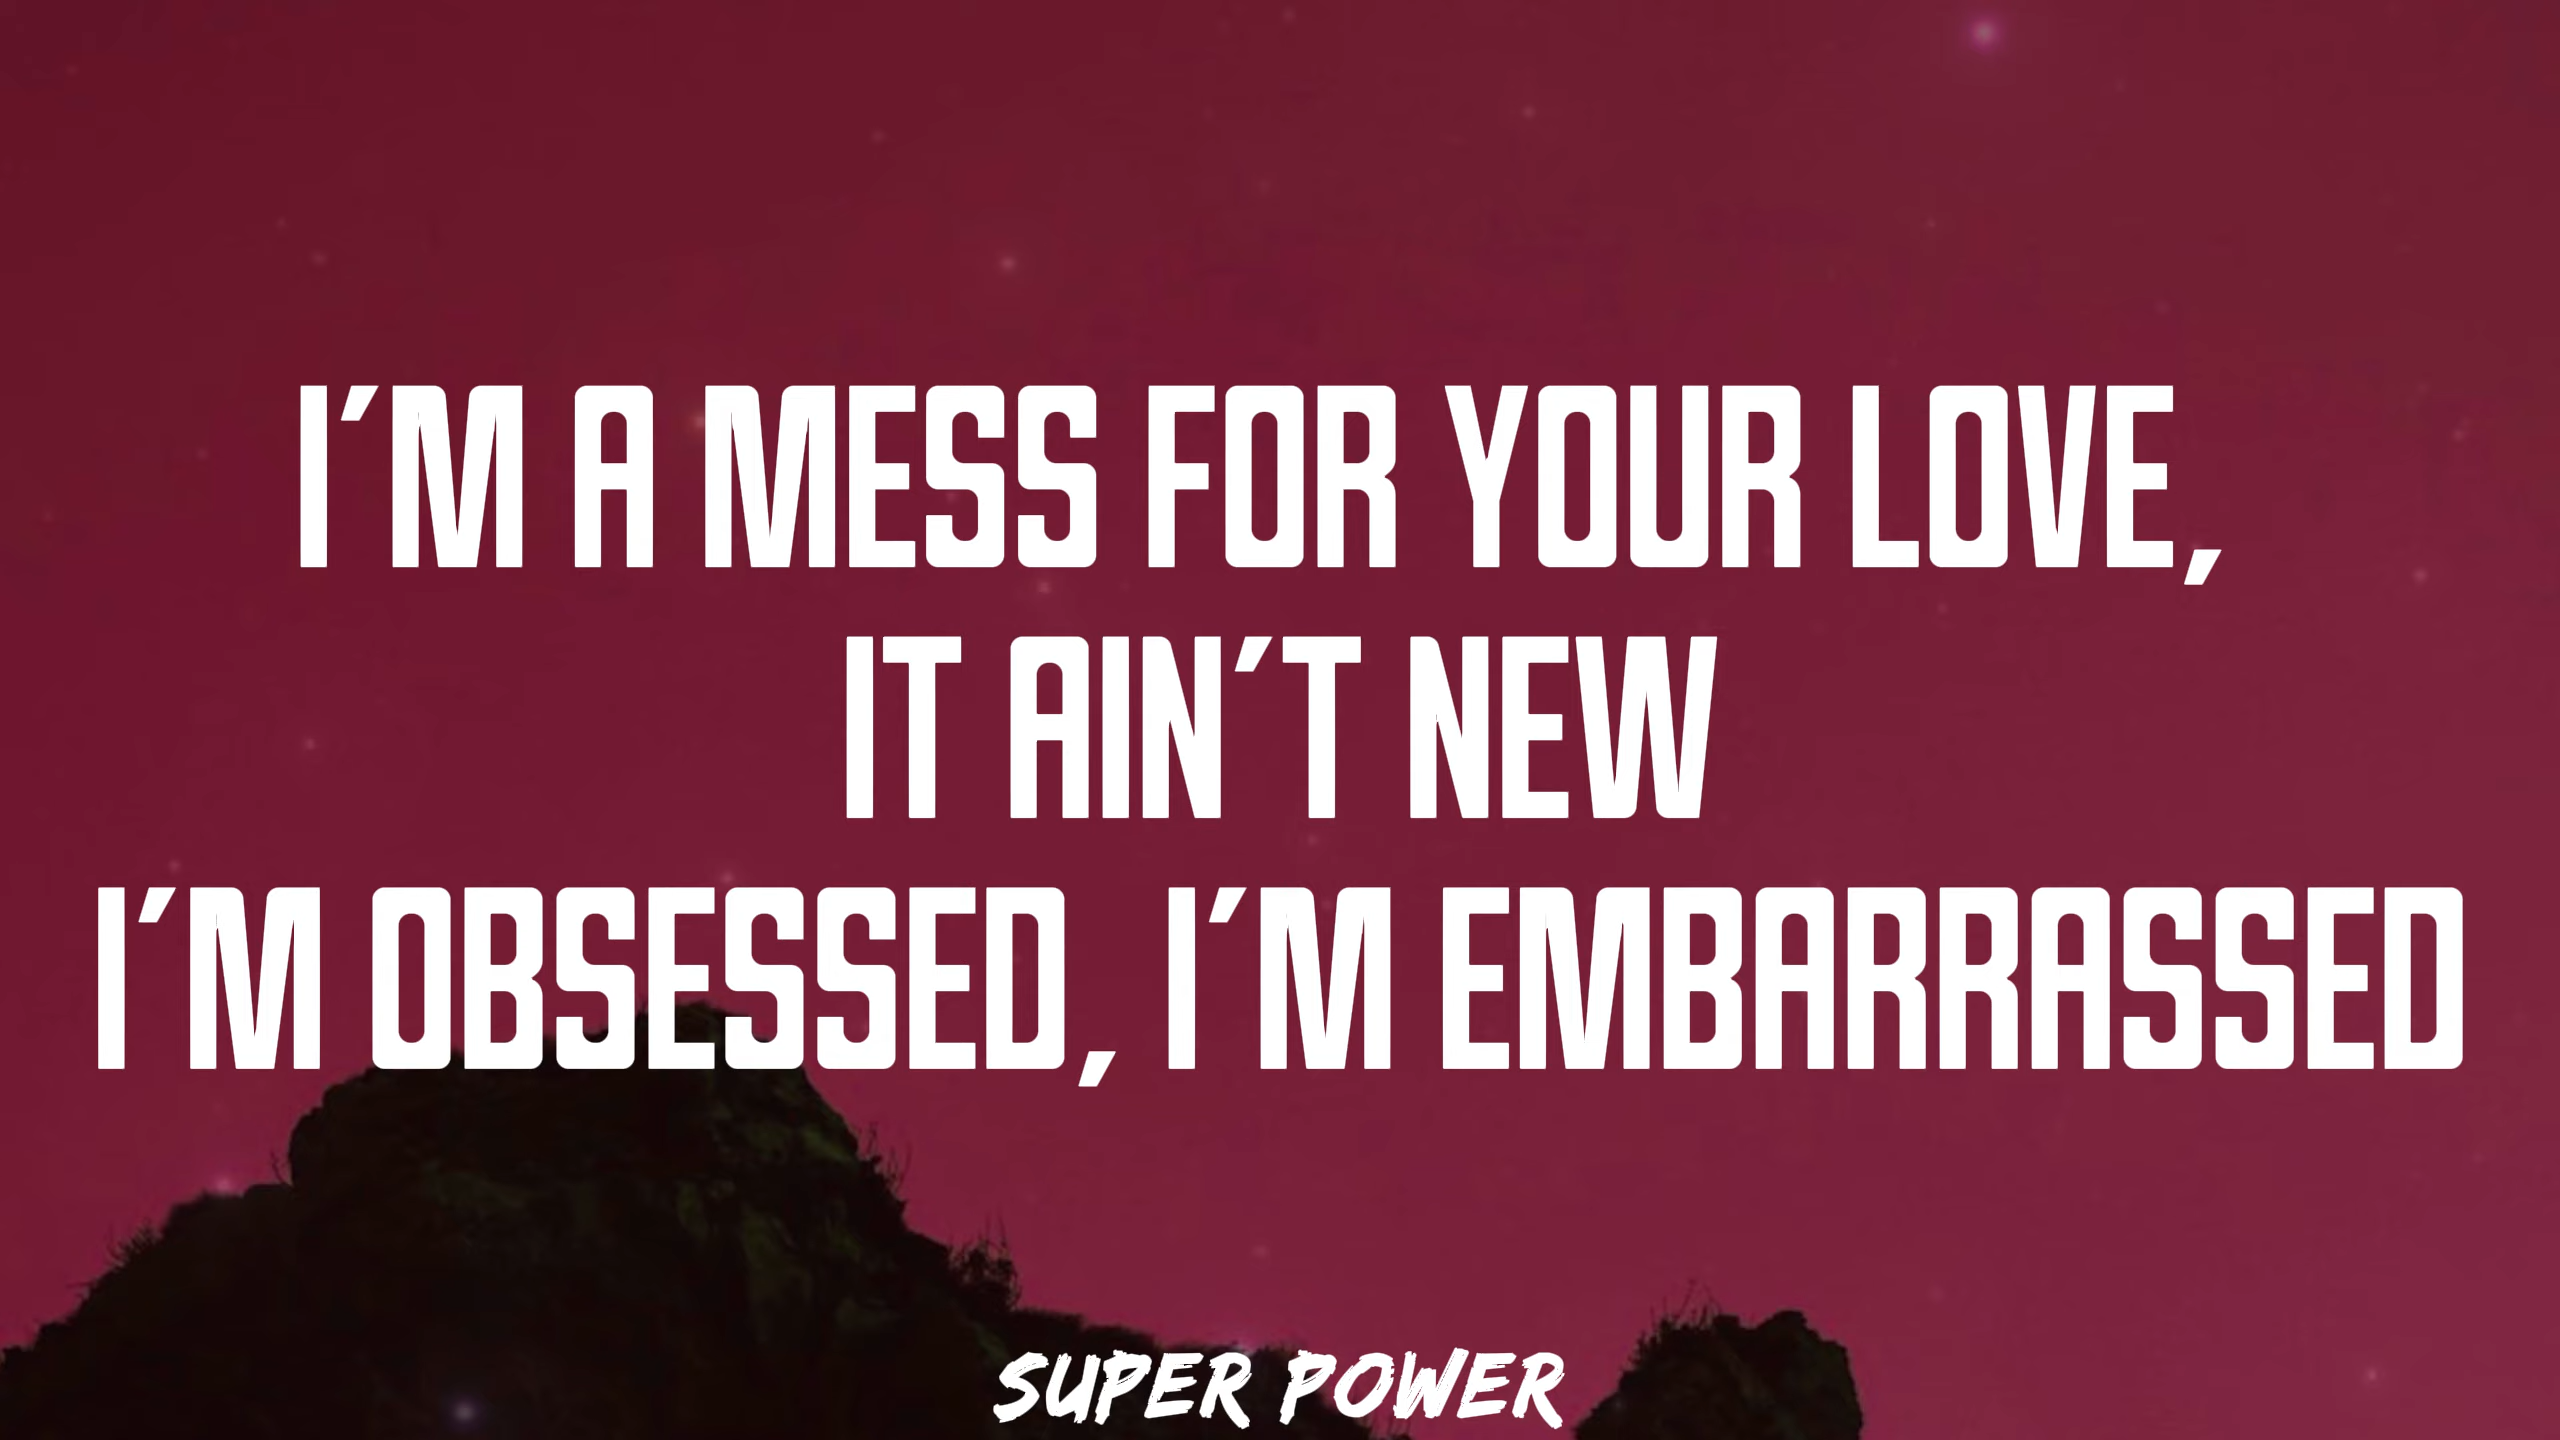 I'M A MESS FOR YOUR LOVE,
IT AIN'T NEW
I'M OBSESSED, I'M EMBARRASSED
SUPER POWER